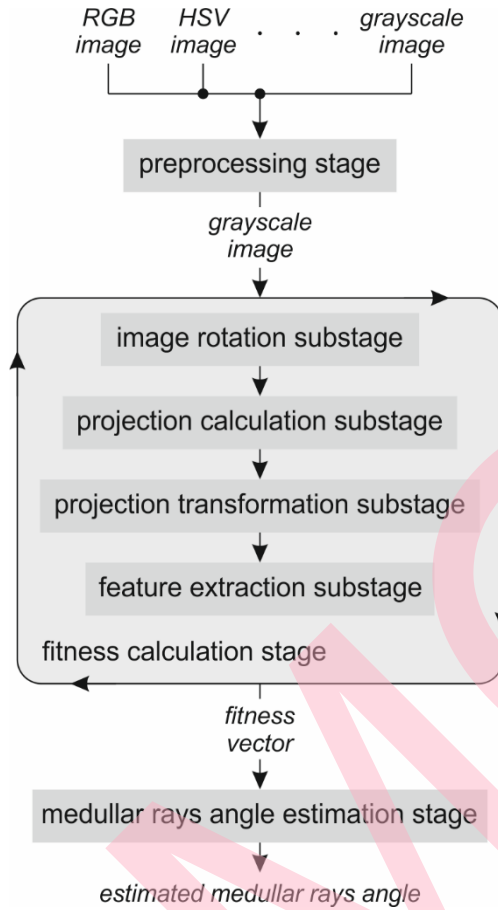 RGB image
HSV image
. . .
grayscale image
preprocessing stage
grayscale
image
image rotation substage
projection calculation substage
projection transformation substage
feature extraction substage
fitness calculation stage
fitness
vector
medullar rays angle estimation stage
estimated medullar rays angle